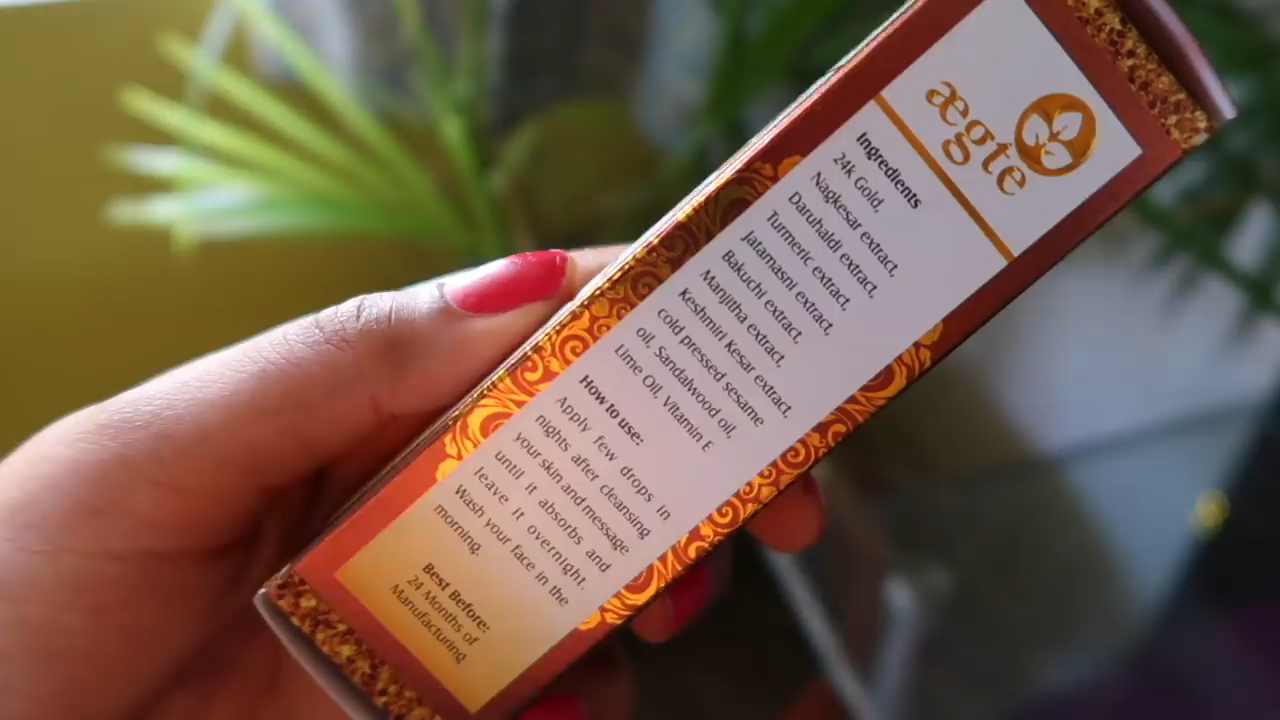 ægte
Ingredients
24k Gold,
Nagkesar extract,
Daruhaldi extract,
Turmeric extract,
Jatamasni extract,
Bakuchi extract,
Manjitha extract,
Keshmiri Kesar extract,
cold pressed sesame
oil, Sandalwood oil,
Lime Oil, Vitamin E
How to use:
Apply few drops in
nights after cleansing
your skin and message
until it absorbs and
leave it overnight.
Wash your face in the
morning.
Best Before:
24 Months of
Manufacturing